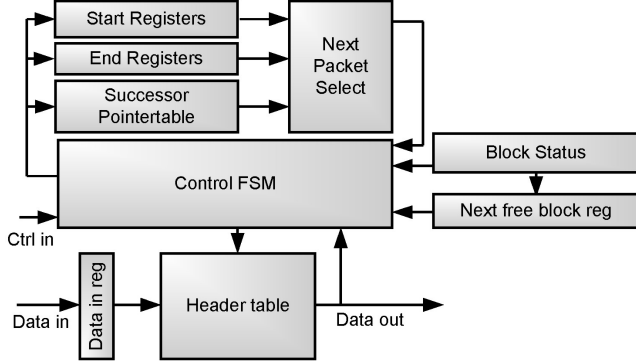 Start Registers
End Registers
Successor
Pointertable
Next
Packet
Select
Block Status
Control FSM
Next free block reg
Ctrl in
Data in reg
Header table
Data in
Data out